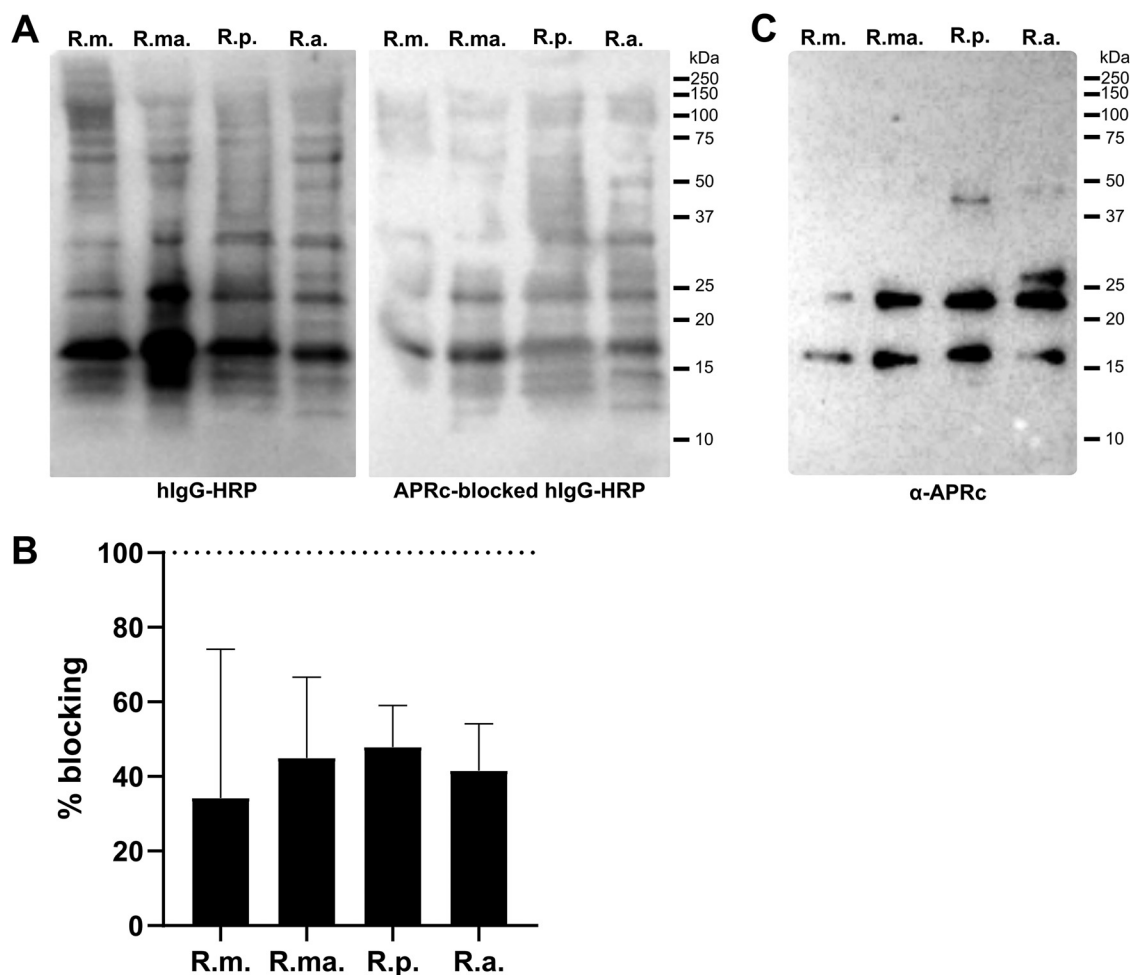 A
R.m. R.ma. R.p. R.a.
R.m. R.ma. R.p. R.a.
kDa
250
150
100
75
50
37
25
20
15
10
hIgG-HRP
APRc-blocked hIgG-HRP
C
R.m. R.ma. R.p. R.a.
kDa
250
150
100
75
50
37
25
20
15
10
α-APRc
B
% blocking
100
80
60
40
20
0
R.m. R.ma. R.p. R.a.